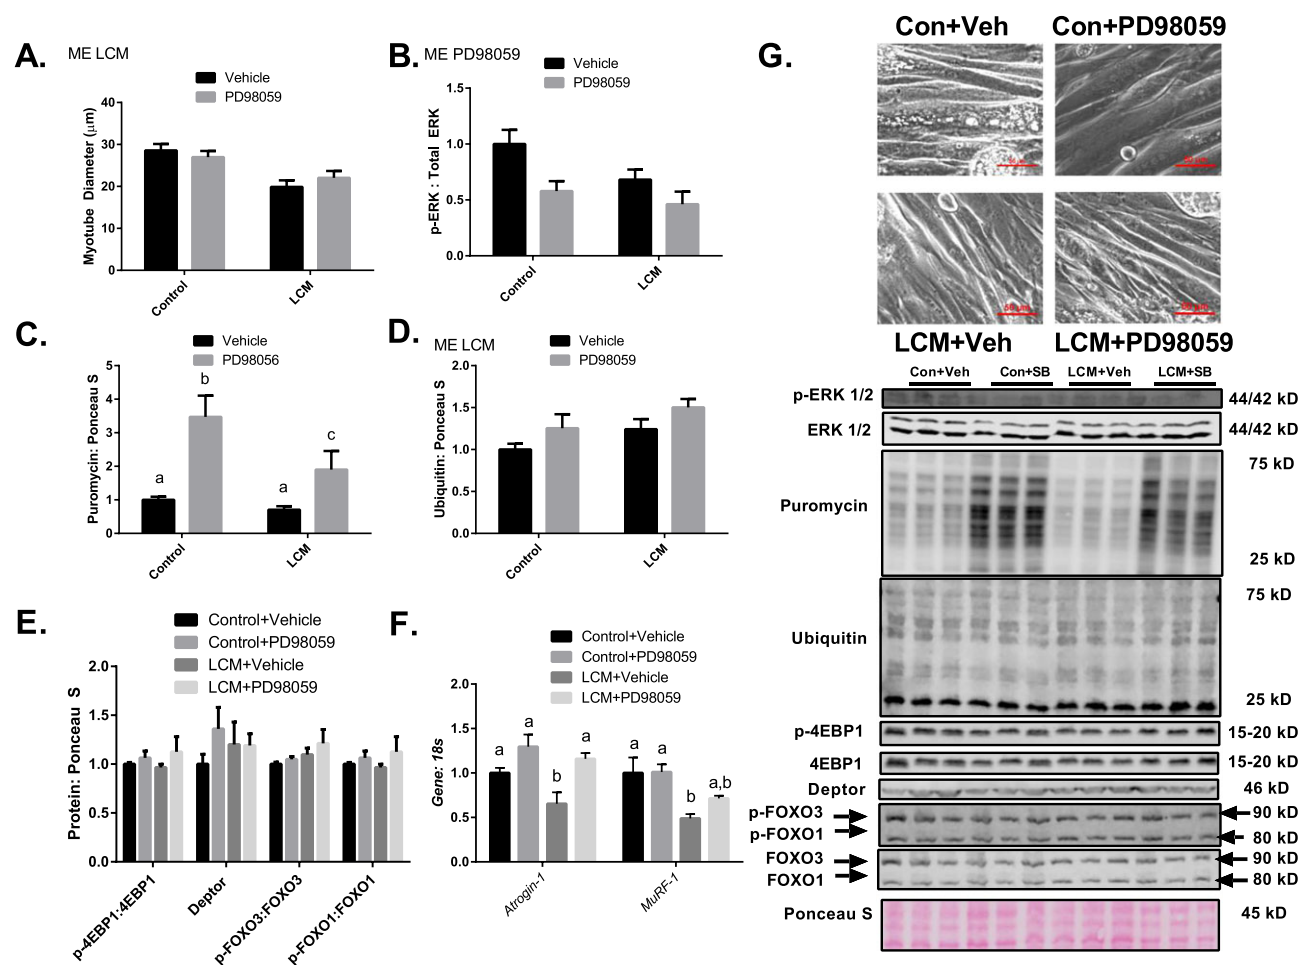 A.
ME LCM
Vehicle
PD98059
Myotube Diameter (μm)
40
30
20
10
0
Control
LCM
B.
ME PD98059
Vehicle
PD98059
p-ERK : Total ERK
1.5
1.0
0.5
0.0
Control
LCM
C.
Vehicle
PD98056
Puromycin: Ponceau S
5
4
3
2
1
0
a
b
a
c
Control
LCM
D.
ME LCM
Vehicle
PD98059
Ubiquitin: Ponceau S
2.0
1.5
1.0
0.5
0.0
Control
LCM
E.
Control+Vehicle
Control+PD98059
LCM+Vehicle
LCM+PD98059
Protein: Ponceau S
2.0
1.5
1.0
0.5
0.0
p-4EBP1:4EBP1
Deptor
p-FOXO3:FOXO3
p-FOXO1:FOXO1
F.
Control+Vehicle
Control+PD98059
LCM+Vehicle
LCM+PD98059
Gene: 18s
2.0
1.5
1.0
0.5
0.0
a
a
b
a
a
a
b
a,b
Atrogin-1
MuRF-1
G.
Con+Veh
Con+PD98059
50 μm
50 μm
50 μm
50 μm
LCM+Veh
LCM+PD98059
Con+Veh
Con+SB
LCM+Veh
LCM+SB
p-ERK 1/2
44/42 kD
ERK 1/2
44/42 kD
75 kD
Puromycin
25 kD
75 kD
Ubiquitin
25 kD
p-4EBP1
15-20 kD
4EBP1
15-20 kD
Deptor
46 kD
p-FOXO3
90 kD
p-FOXO1
80 kD
FOXO3
90 kD
FOXO1
80 kD
Ponceau S
45 kD